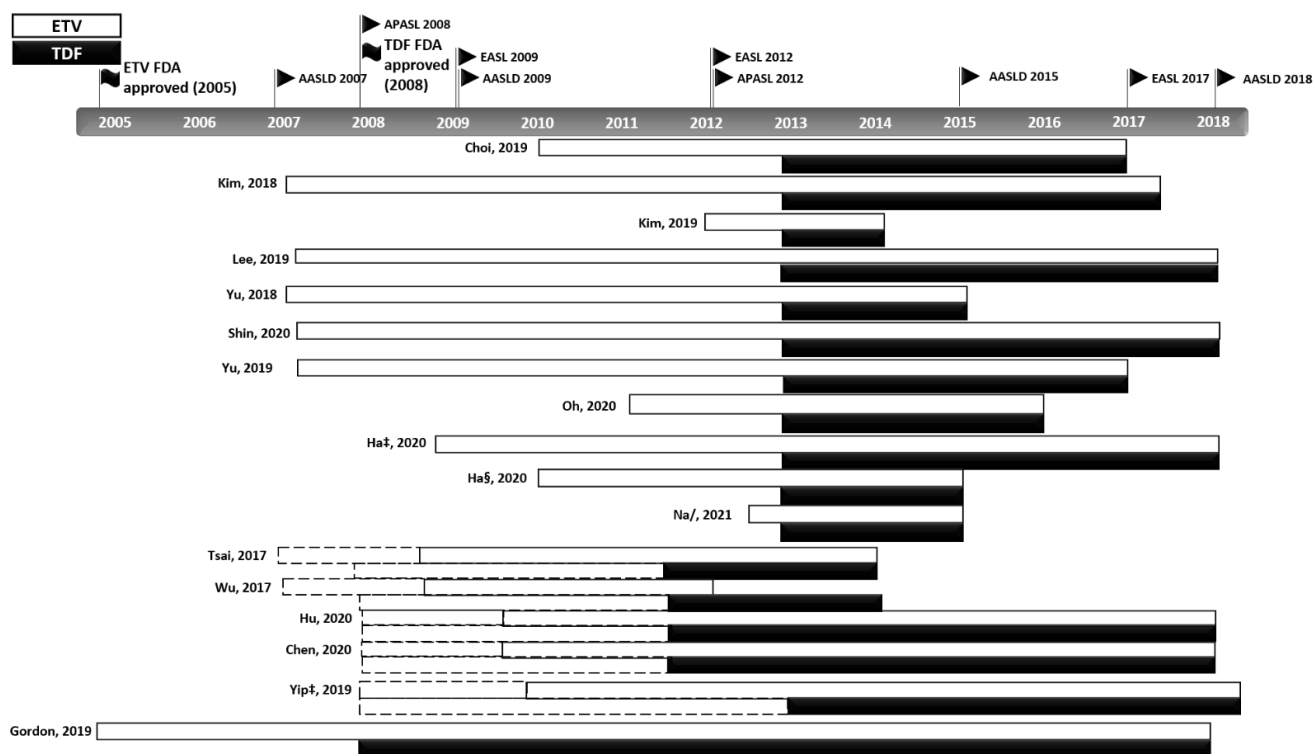 ETV
TDF
ETV FDA
approved (2005)
AASLD 2007
APASL 2008
TDF FDA
approved
(2008)
EASL 2009
AASLD 2009
EASL 2012
APASL 2012
AASLD 2015
EASL 2017
AASLD 2018
2005 2006 2007 2008 2009 2010 2011 2012 2013 2014 2015 2016 2017 2018
Choi, 2019
Kim, 2018
Kim, 2019
Lee, 2019
Yu, 2018
Shin, 2020
Yu, 2019
Oh, 2020
Ha‡, 2020
Ha§, 2020
Na/, 2021
Tsai, 2017
Wu, 2017
Hu, 2020
Chen, 2020
Yip‡, 2019
Gordon, 2019